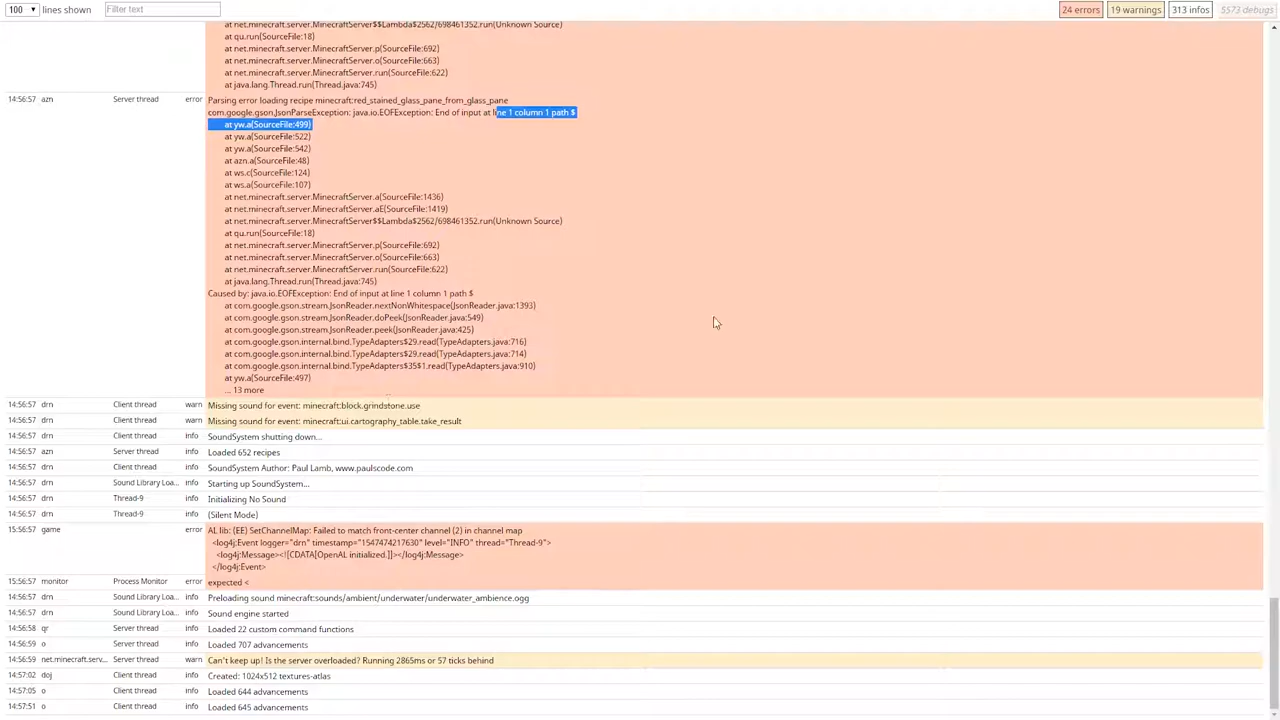 100 lines shown Filter text 24 errors 19 warnings 313 infos 5573 debugs
at net.minecraft.server.MinecraftServer$$Lambda$2562/698461352.run(Unknown Source)
at qu.run(SourceFile:18)
at net.minecraft.server.MinecraftServer.p(SourceFile:692)
at net.minecraft.server.MinecraftServer.o(SourceFile:663)
at net.minecraft.server.MinecraftServer.run(SourceFile:622)
at java.lang.Thread.run(Thread.java:745)
14:56:57 azn Server thread error Parsing error loading recipe minecraft:red_stained_glass_pane_from_glass_pane
com.google.gson.JsonParseException: java.io.EOFException: End of input at line 1 column 1 path $
at yw.a(SourceFile:499)
at yw.a(SourceFile:522)
at yw.a(SourceFile:542)
at azn.a(SourceFile:48)
at ws.c(SourceFile:124)
at ws.a(SourceFile:107)
at net.minecraft.server.MinecraftServer.a(SourceFile:1436)
at net.minecraft.server.MinecraftServer.aE(SourceFile:1419)
at net.minecraft.server.MinecraftServer$$Lambda$2562/698461352.run(Unknown Source)
at qu.run(SourceFile:18)
at net.minecraft.server.MinecraftServer.p(SourceFile:692)
at net.minecraft.server.MinecraftServer.o(SourceFile:663)
at net.minecraft.server.MinecraftServer.run(SourceFile:622)
at java.lang.Thread.run(Thread.java:745)
Caused by: java.io.EOFException: End of input at line 1 column 1 path $
at com.google.gson.stream.JsonReader.nextNonWhitespace(JsonReader.java:1393)
at com.google.gson.stream.JsonReader.doPeek(JsonReader.java:549)
at com.google.gson.stream.JsonReader.peek(JsonReader.java:425)
at com.google.gson.internal.bind.TypeAdapters$29.read(TypeAdapters.java:716)
at com.google.gson.internal.bind.TypeAdapters$29.read(TypeAdapters.java:714)
at com.google.gson.internal.bind.TypeAdapters$35$1.read(TypeAdapters.java:910)
at yw.a(SourceFile:497)
... 13 more
14:56:57 drn Client thread warn Missing sound for event: minecraft:block.grindstone.use
14:56:57 drn Client thread warn Missing sound for event: minecraft:ui.cartography_table.take_result
14:56:57 drn Client thread info SoundSystem shutting down...
14:56:57 azn Server thread info Loaded 652 recipes
14:56:57 drn Client thread info SoundSystem Author: Paul Lamb, www.paulscode.com
14:56:57 drn Sound Library Loa... info Starting up SoundSystem...
14:56:57 drn Thread-9 info Initializing No Sound
14:56:57 drn Thread-9 info (Silent Mode)
15:56:57 game error AL lib: (EE) SetChannelMap: Failed to match front-center channel (2) in channel map
<log4j:Event logger="drn" timestamp="1547474217630" level="INFO" thread="Thread-9">
<log4j:Message><![CDATA[OpenAL initialized.]]></log4j:Message>
</log4j:Event>
15:56:57 monitor Process Monitor error expected <
14:56:57 drn Sound Library Loa... info Preloading sound minecraft:sounds/ambient/underwater/underwater_ambience.ogg
14:56:57 drn Sound Library Loa... info Sound engine started
14:56:58 qr Server thread info Loaded 22 custom command functions
14:56:59 o Server thread info Loaded 707 advancements
14:56:59 net.minecraft.serv... Server thread warn Can't keep up! Is the server overloaded? Running 2865ms or 57 ticks behind
14:57:02 doj Client thread info Created: 1024x512 textures-atlas
14:57:05 o Client thread info Loaded 644 advancements
14:57:51 o Client thread info Loaded 645 advancements